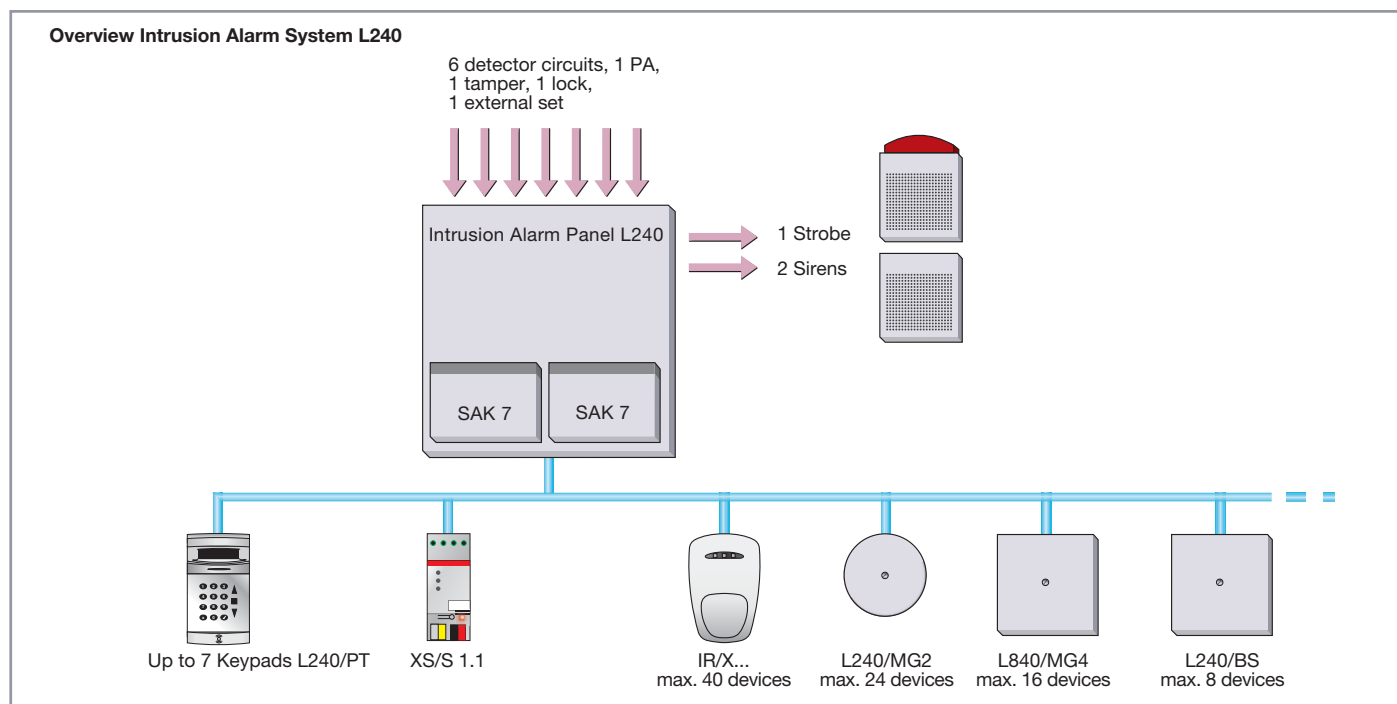 Overview Intrusion Alarm System L240
6 detector circuits, 1 PA,
1 tamper, 1 lock,
1 external set
Intrusion Alarm Panel L240
1 Strobe
2 Sirens
SAK 7
SAK 7
Up to 7 Keypads L240/PT
XS/S 1.1
IR/X...
max. 40 devices
L240/MG2
max. 24 devices
L840/MG4
max. 16 devices
L240/BS
max. 8 devices